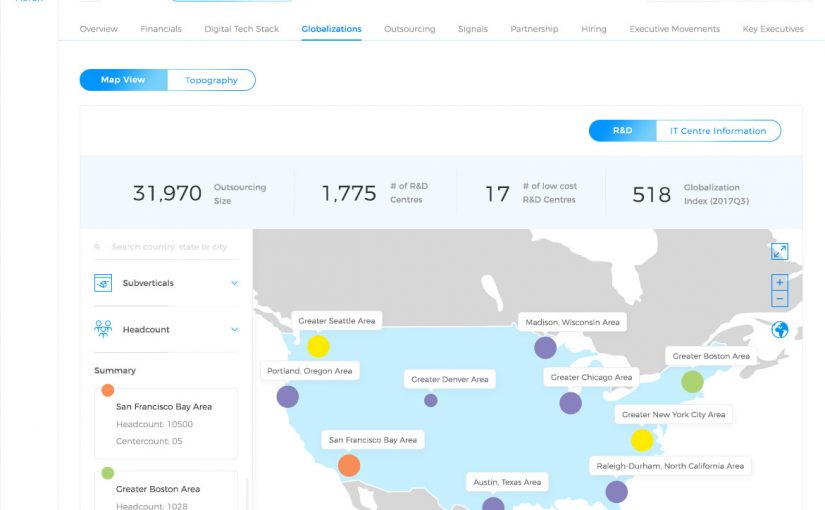 Overview Financials Digital Tech Stack Globalizations Outsourcing Signals Partnership Hiring Executive Movements Key Executives
Map View Topography
R&D IT Centre Information
31,970 Outsourcing Size
1,775 # of R&D Centres
17 # of low cost R&D Centres
518 Globalization Index (2017Q3)
Search country, state or city
Subverticals
Headcount
Summary
San Francisco Bay Area
Headcount: 10500
Centercount: 05
Greater Boston Area
Headcount: 1028
Greater Seattle Area
Madison, Wisconsin Area
Greater Boston Area
Portland, Oregon Area
Greater Denver Area
Greater Chicago Area
Greater New York City Area
San Francisco Bay Area
Raleigh-Durham, North California Area
Austin, Texas Area
+
−